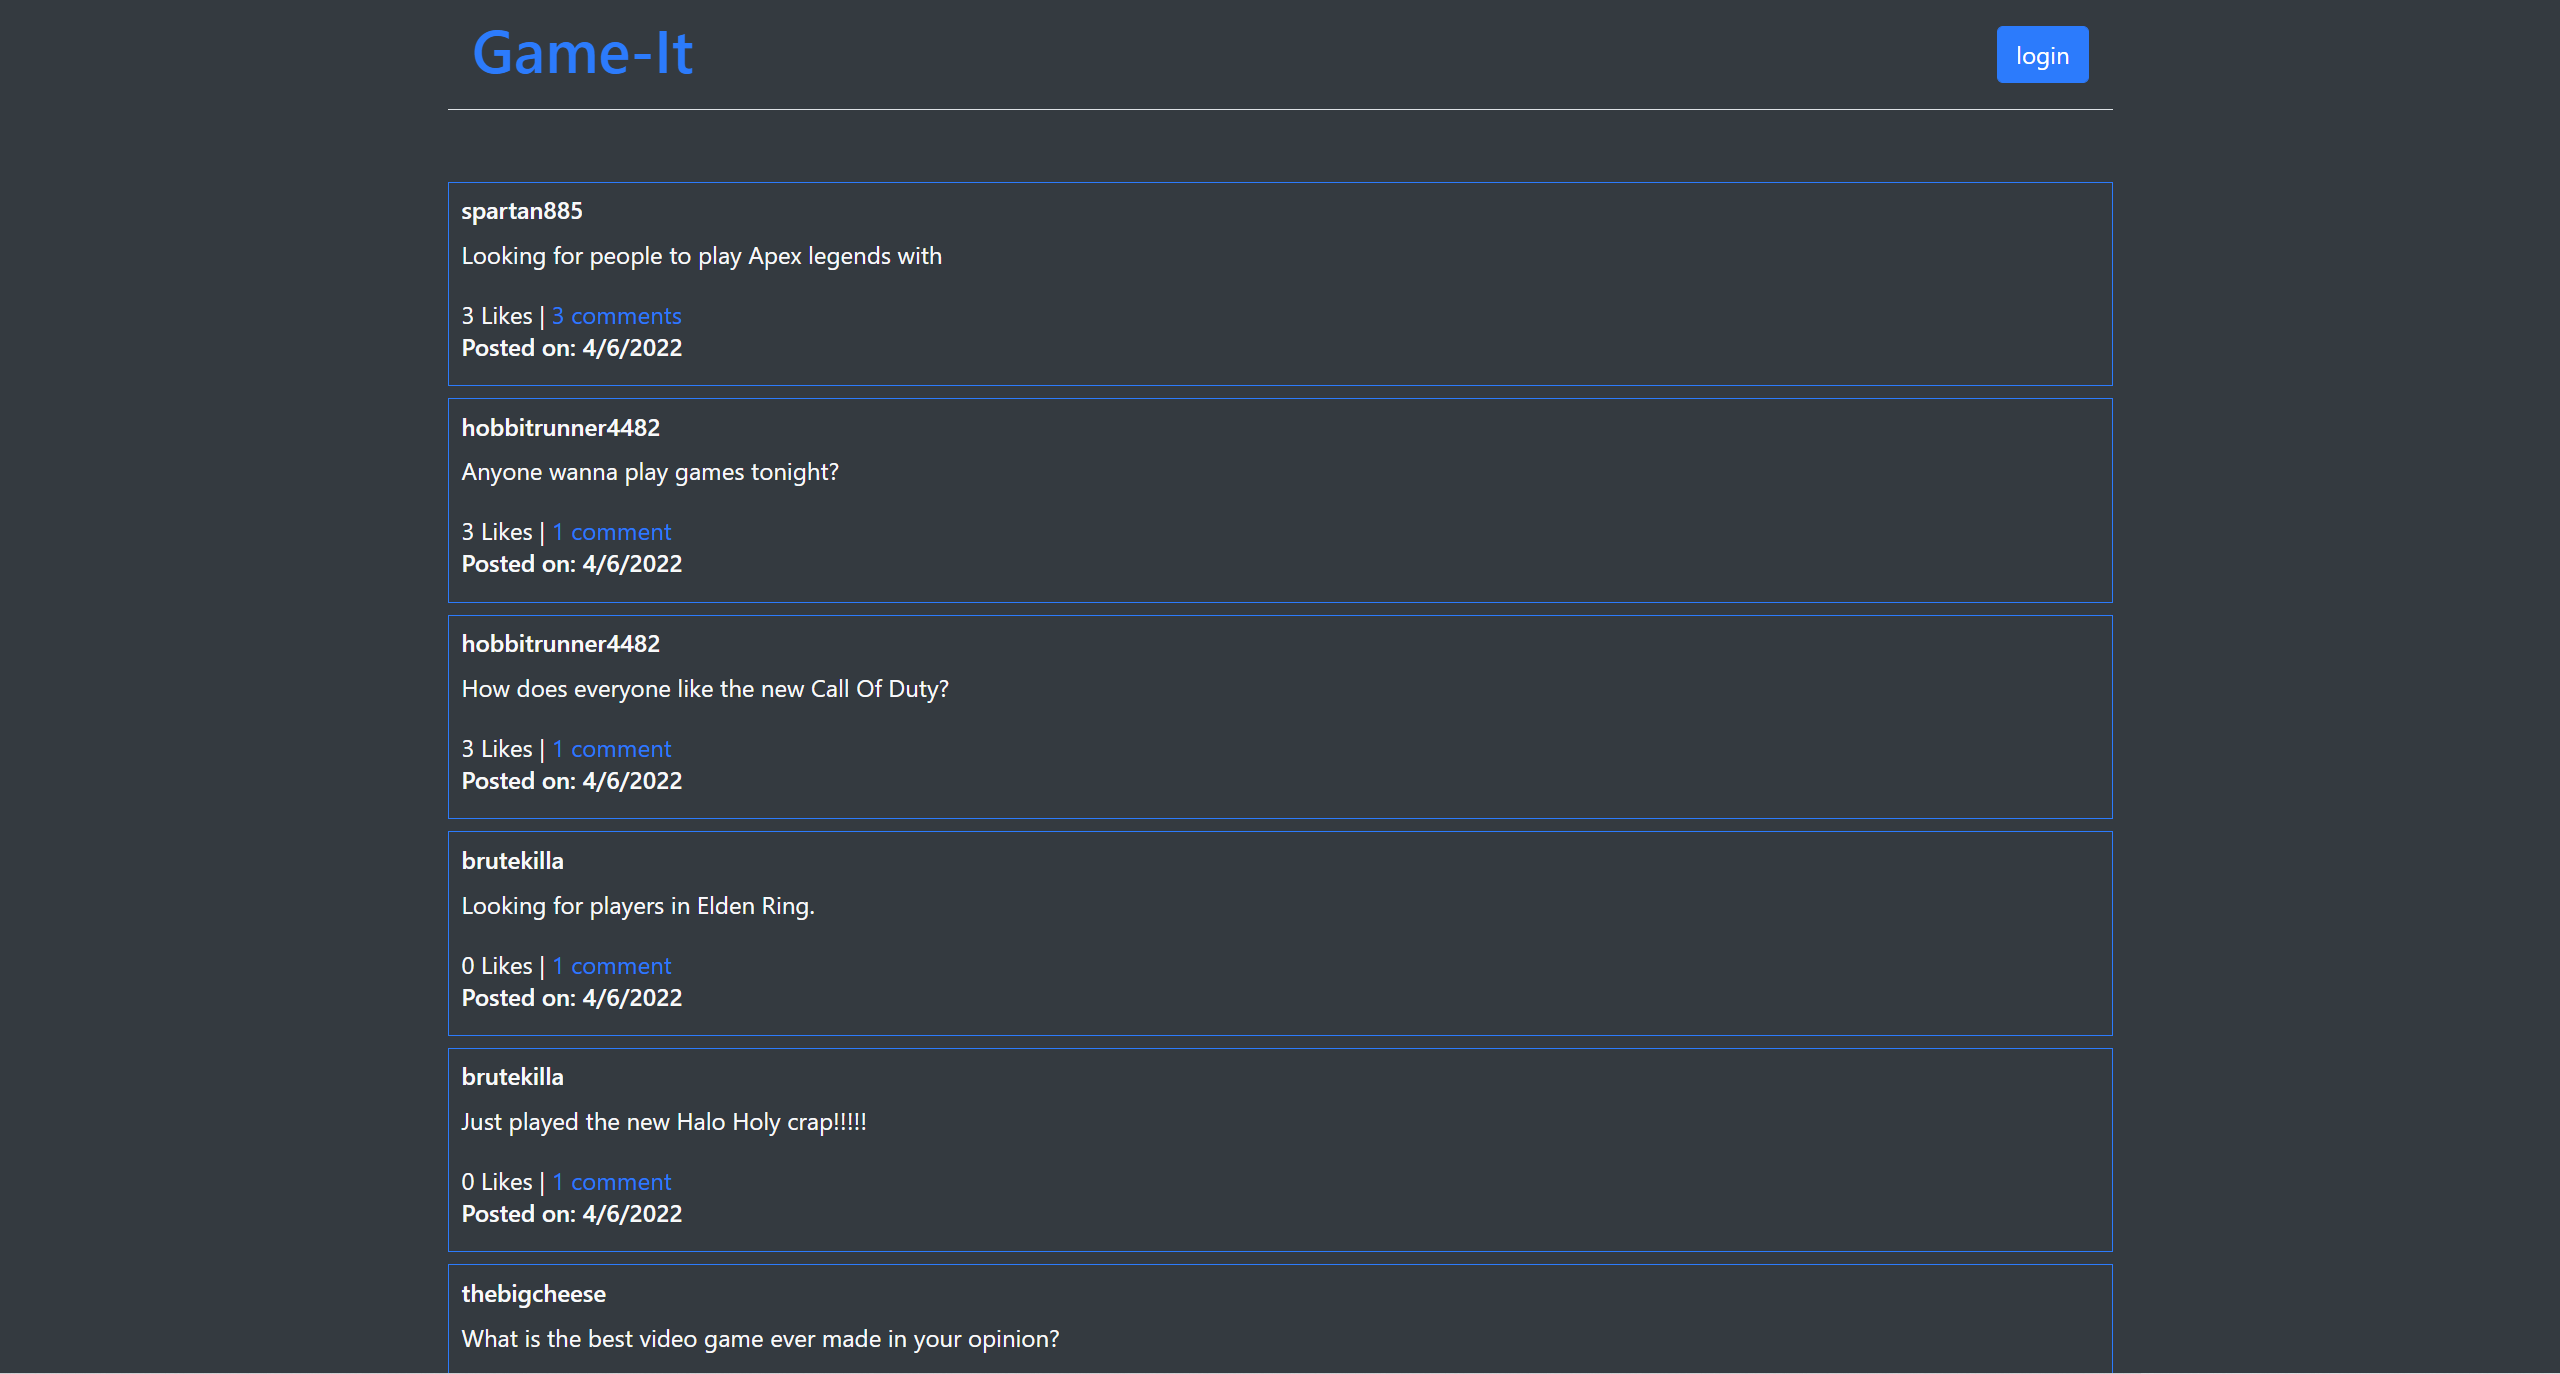 Game-It
login
spartan885
Looking for people to play Apex legends with
3 Likes | 3 comments
Posted on: 4/6/2022
hobbitrunner4482
Anyone wanna play games tonight?
3 Likes | 1 comment
Posted on: 4/6/2022
hobbitrunner4482
How does everyone like the new Call Of Duty?
3 Likes | 1 comment
Posted on: 4/6/2022
brutekilla
Looking for players in Elden Ring.
0 Likes | 1 comment
Posted on: 4/6/2022
brutekilla
Just played the new Halo Holy crap!!!!!
0 Likes | 1 comment
Posted on: 4/6/2022
thebigcheese
What is the best video game ever made in your opinion?